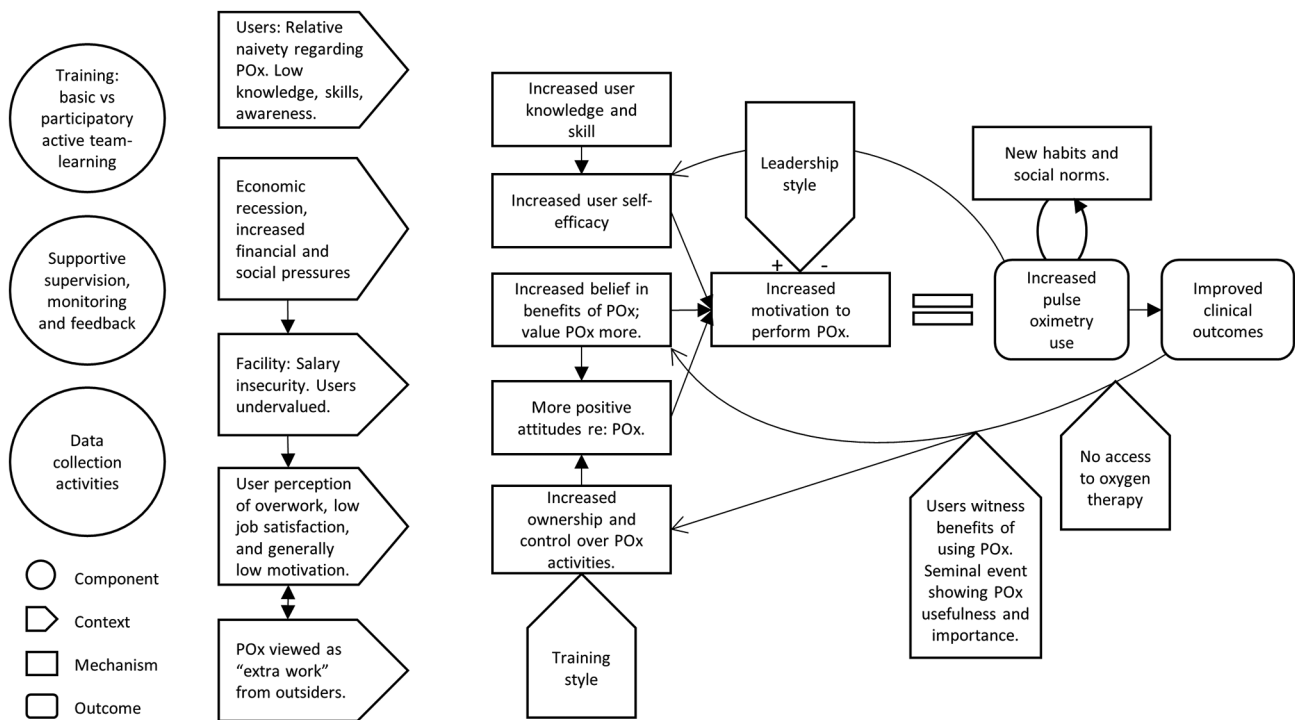 Training:
basic vs
participatory
active team-
learning
Supportive
supervision,
monitoring
and feedback
Data
collection
activities
Component
Context
Mechanism
Outcome
Users: Relative
naivety regarding
POx. Low
knowledge, skills,
awareness.
Economic
recession,
increased
financial and
social pressures
Facility: Salary
insecurity. Users
undervalued.
User perception
of overwork, low
job satisfaction,
and generally
low motivation.
POx viewed as
“extra work”
from outsiders.
Increased user
knowledge and
skill
Increased user self-
efficacy
Increased belief in
benefits of POx;
value POx more.
More positive
attitudes re: POx.
Increased
ownership and
control over POx
activities.
Training
style
Leadership
style
+ -
Increased
motivation to
perform POx.
New habits and
social norms.
Increased
pulse
oximetry
use
Improved
clinical
outcomes
Users witness
benefits of
using POx.
Seminal event
showing POx
usefulness and
importance.
No access
to oxygen
therapy